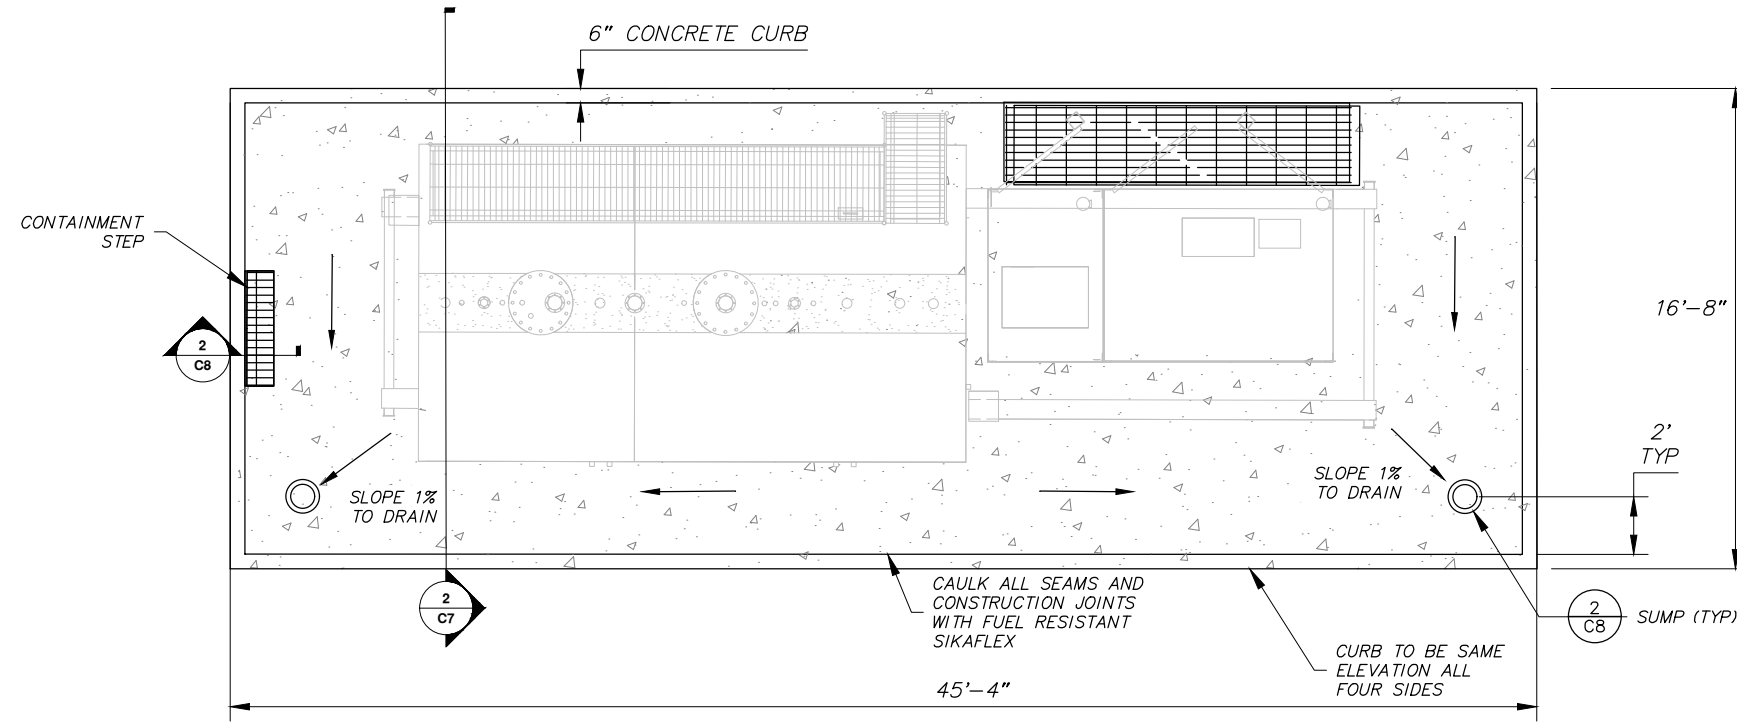 6" CONCRETE CURB
CONTAINMENT
STEP
2
C8
16'-8"
2'
TYP
SLOPE 1%
TO DRAIN
SLOPE 1%
TO DRAIN
2
C7
CAULK ALL SEAMS AND
CONSTRUCTION JOINTS
WITH FUEL RESISTANT
SIKAFLEX
2
C8
SUMP (TYP)
CURB TO BE SAME
ELEVATION ALL
FOUR SIDES
45'-4"